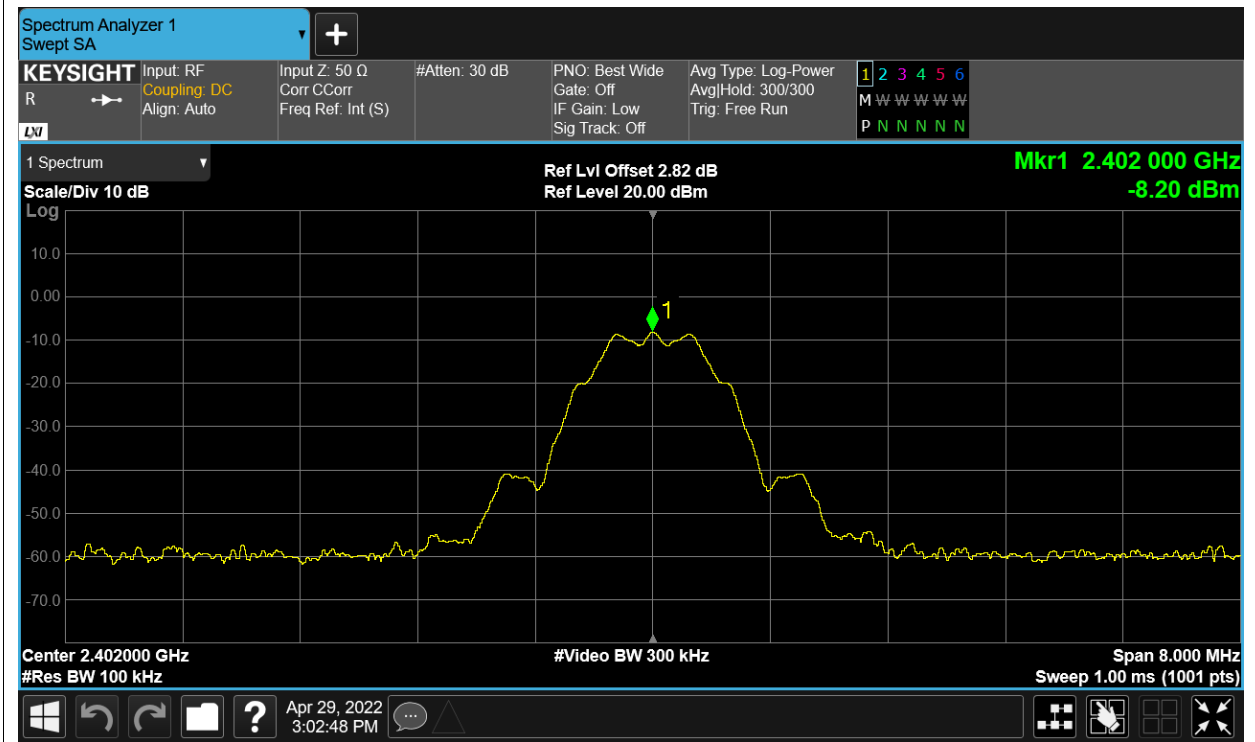 Spectrum Analyzer 1
Swept SA
KEYSIGHT
R
LXI
Input: RF
Coupling: DC
Align: Auto
Input Z: 50 Ω
Corr CCorr
Freq Ref: Int (S)
#Atten: 30 dB
PNO: Best Wide
Gate: Off
IF Gain: Low
Sig Track: Off
Avg Type: Log-Power
Avg|Hold: 300/300
Trig: Free Run
1 2 3 4 5 6
M W W W W W
P N N N N N
1 Spectrum
Scale/Div 10 dB
Ref Lvl Offset 2.82 dB
Ref Level 20.00 dBm
Mkr1 2.402 000 GHz
-8.20 dBm
Log
10.0
0.00
-10.0
-20.0
-30.0
-40.0
-50.0
-60.0
-70.0
1
Center 2.402000 GHz
#Res BW 100 kHz
#Video BW 300 kHz
Span 8.000 MHz
Sweep 1.00 ms (1001 pts)
?
Apr 29, 2022
3:02:48 PM